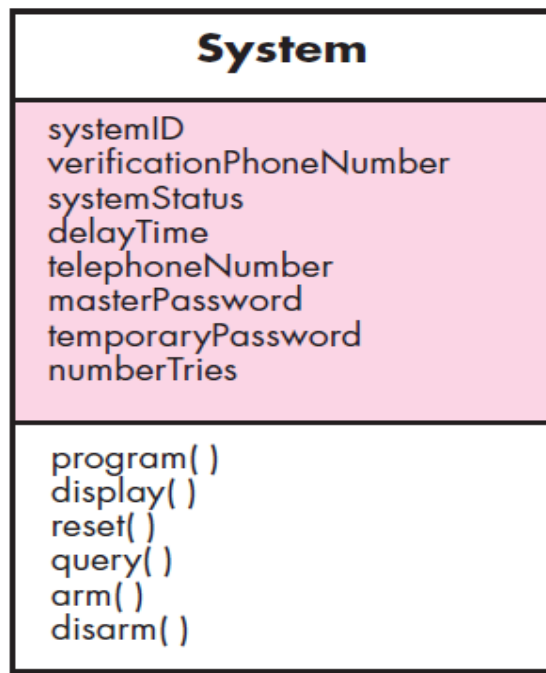 System
systemID
verificationPhoneNumber
systemStatus
delayTime
telephoneNumber
masterPassword
temporaryPassword
numberTries
program( )
display( )
reset( )
query( )
arm( )
disarm( )